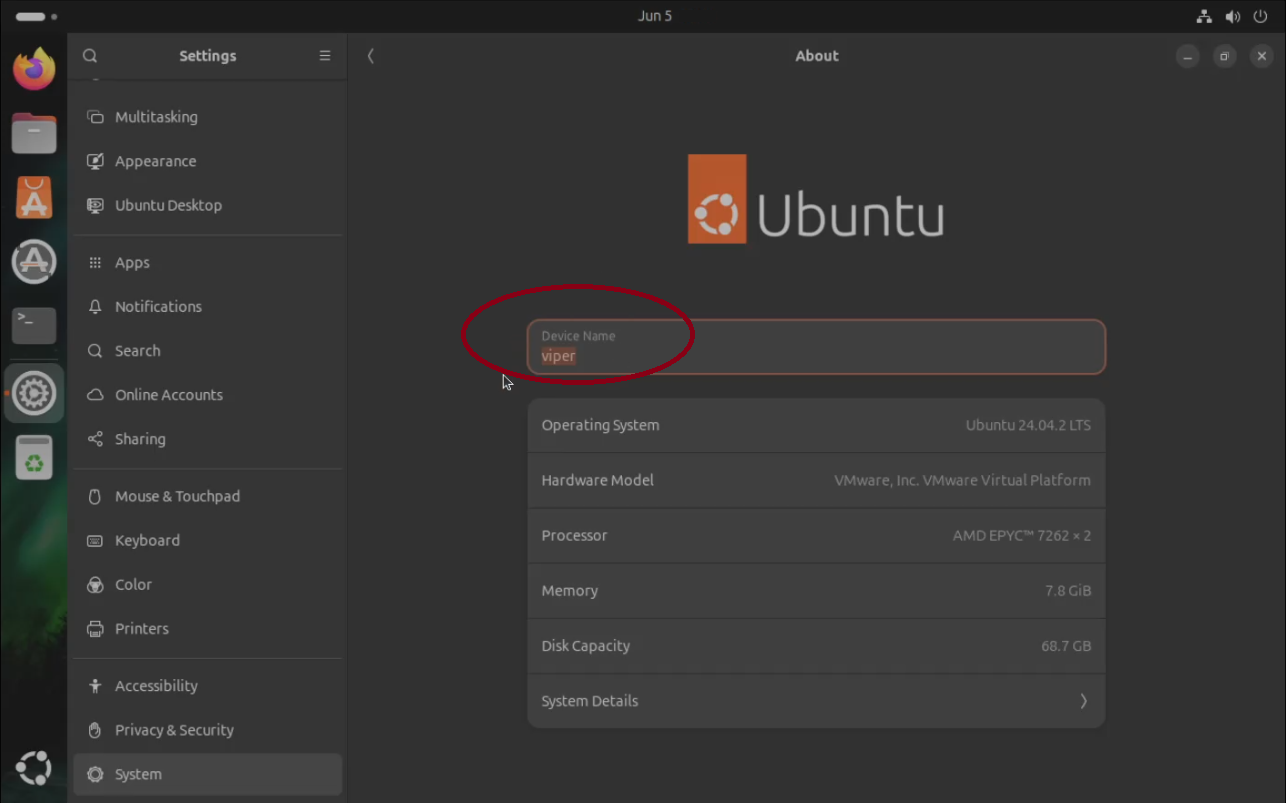 Jun 5
Settings
About
Multitasking
Appearance
Ubuntu Desktop
Apps
Notifications
Search
Online Accounts
Sharing
Mouse & Touchpad
Keyboard
Color
Printers
Accessibility
Privacy & Security
System
Ubuntu
Device Name
viper
Operating System Ubuntu 24.04.2 LTS
Hardware Model VMware, Inc. VMware Virtual Platform
Processor AMD EPYC™ 7262 × 2
Memory 7.8 GiB
Disk Capacity 68.7 GB
System Details